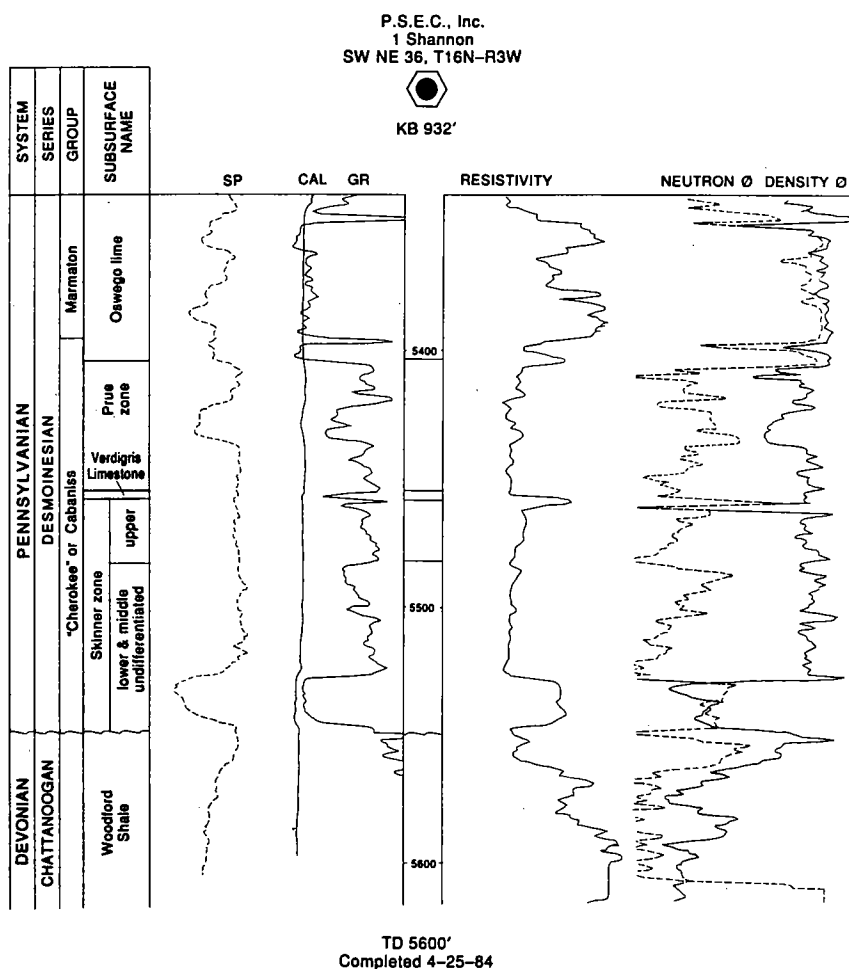 P.S.E.C., Inc.
1 Shannon
SW NE 36, T16N–R3W
KB 932'
SYSTEM
SERIES
GROUP
SUBSURFACE
NAME
SP
CAL
GR
RESISTIVITY
NEUTRON Ø
DENSITY Ø
PENNSYLVANIAN
DESMOINESIAN
Marmaton
"Cherokee" or Cabaniss
Oswego lime
Prue
zone
Verdigris
Limestone
Skinner zone
upper
lower & middle
undifferentiated
DEVONIAN
CHATTANOOGAN
Woodford
Shale
5400
5500
5600
TD 5600'
Completed 4–25–84